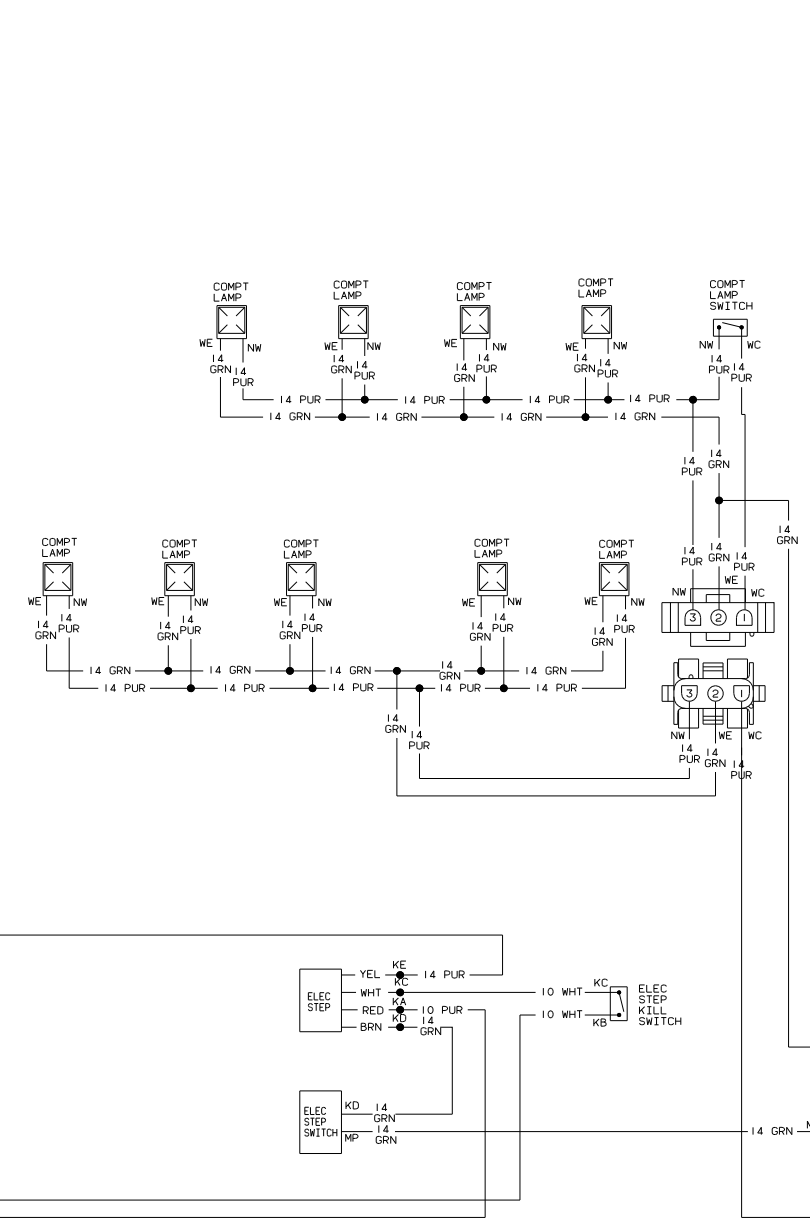 COMPT
LAMP
COMPT
LAMP
COMPT
LAMP
COMPT
LAMP
COMPT
LAMP
SWITCH
WE
NW
WE
NW
WE
NW
WE
NW
NW
WC
14
GRN
14
PUR
14
GRN
14
PUR
14
GRN
14
PUR
14
GRN
14
PUR
14
PUR
14
PUR
14 PUR
14 PUR
14 PUR
14 PUR
14 GRN
14 GRN
14 GRN
14 GRN
14
PUR
14
GRN
14
GRN
COMPT
LAMP
COMPT
LAMP
COMPT
LAMP
COMPT
LAMP
COMPT
LAMP
14
PUR
14
GRN
14
PUR
WE
NW
WC
WE
NW
WE
NW
WE
NW
WE
NW
WE
NW
3
2
1
14
GRN
14
PUR
14
GRN
14
PUR
14
GRN
14
PUR
14
GRN
14
PUR
14
GRN
14
PUR
14 GRN
14 GRN
14 GRN
14
GRN
14 GRN
14 PUR
14 PUR
14 PUR
14 PUR
14 PUR
3
2
1
14
GRN
14
PUR
NW
WE
WC
14
PUR
14
GRN
14
PUR
ELEC
STEP
YEL
KE
14 PUR
WHT
KC
10 WHT
KC
RED
KA
10 PUR
10 WHT
KB
BRN
KD
14
GRN
ELEC
STEP
KILL
SWITCH
ELEC
STEP
SWITCH
KD
14
GRN
MP
14
GRN
14 GRN